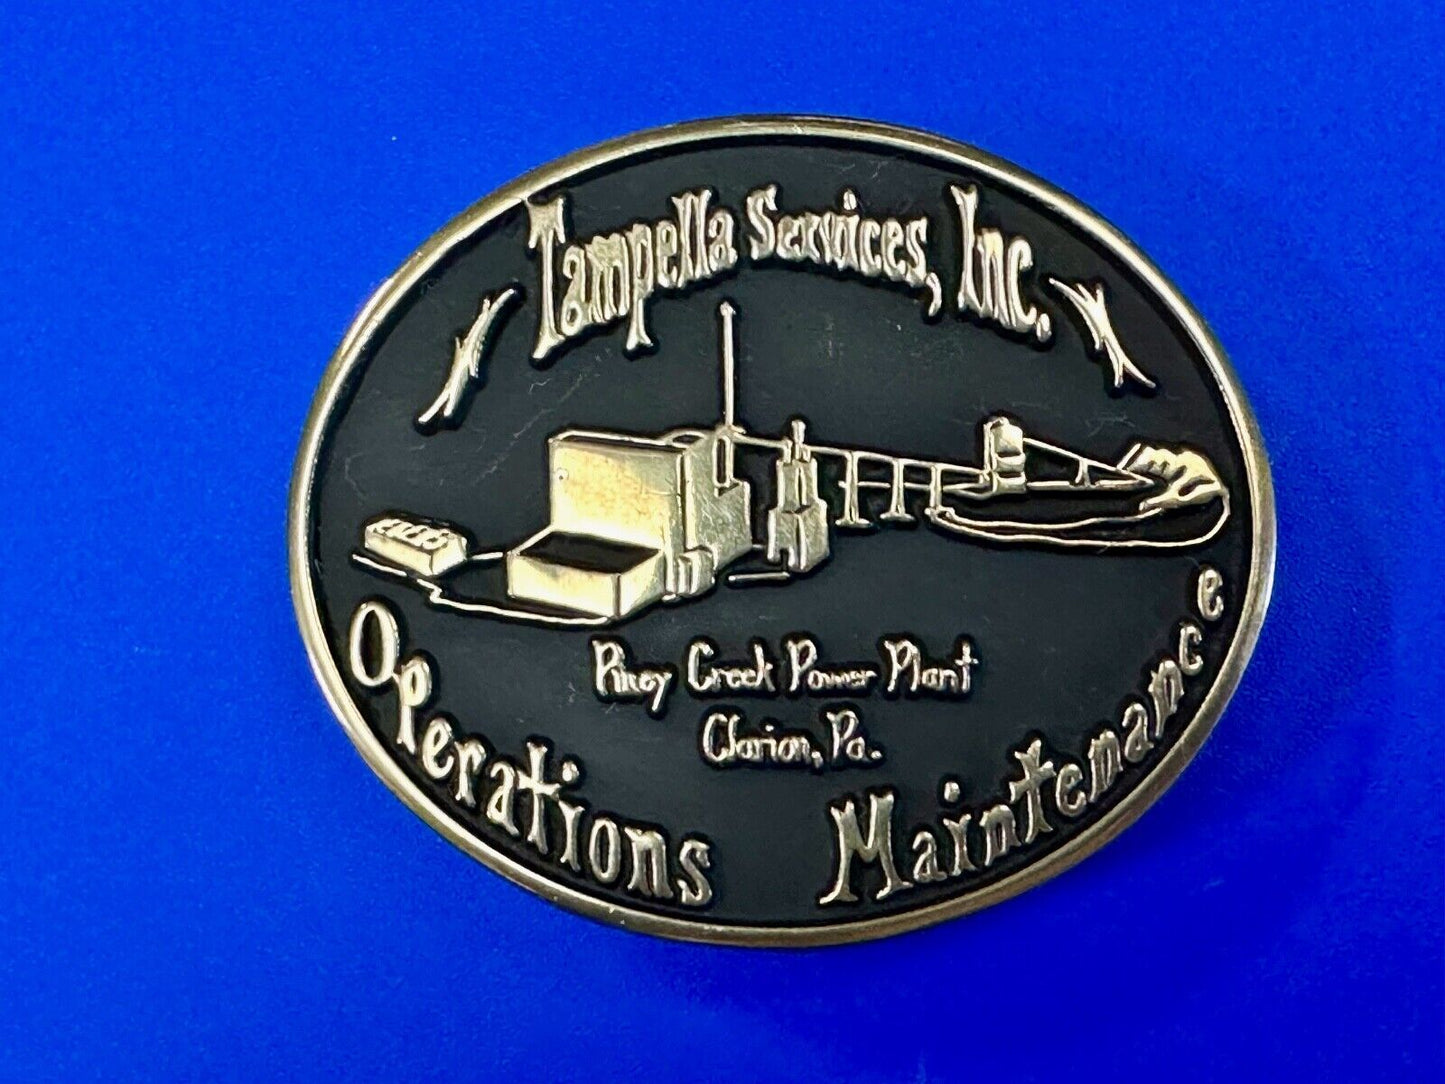 Tampella Services, Inc.
Piney Creek Power Plant
Clarion, Pa.
Operations Maintenance